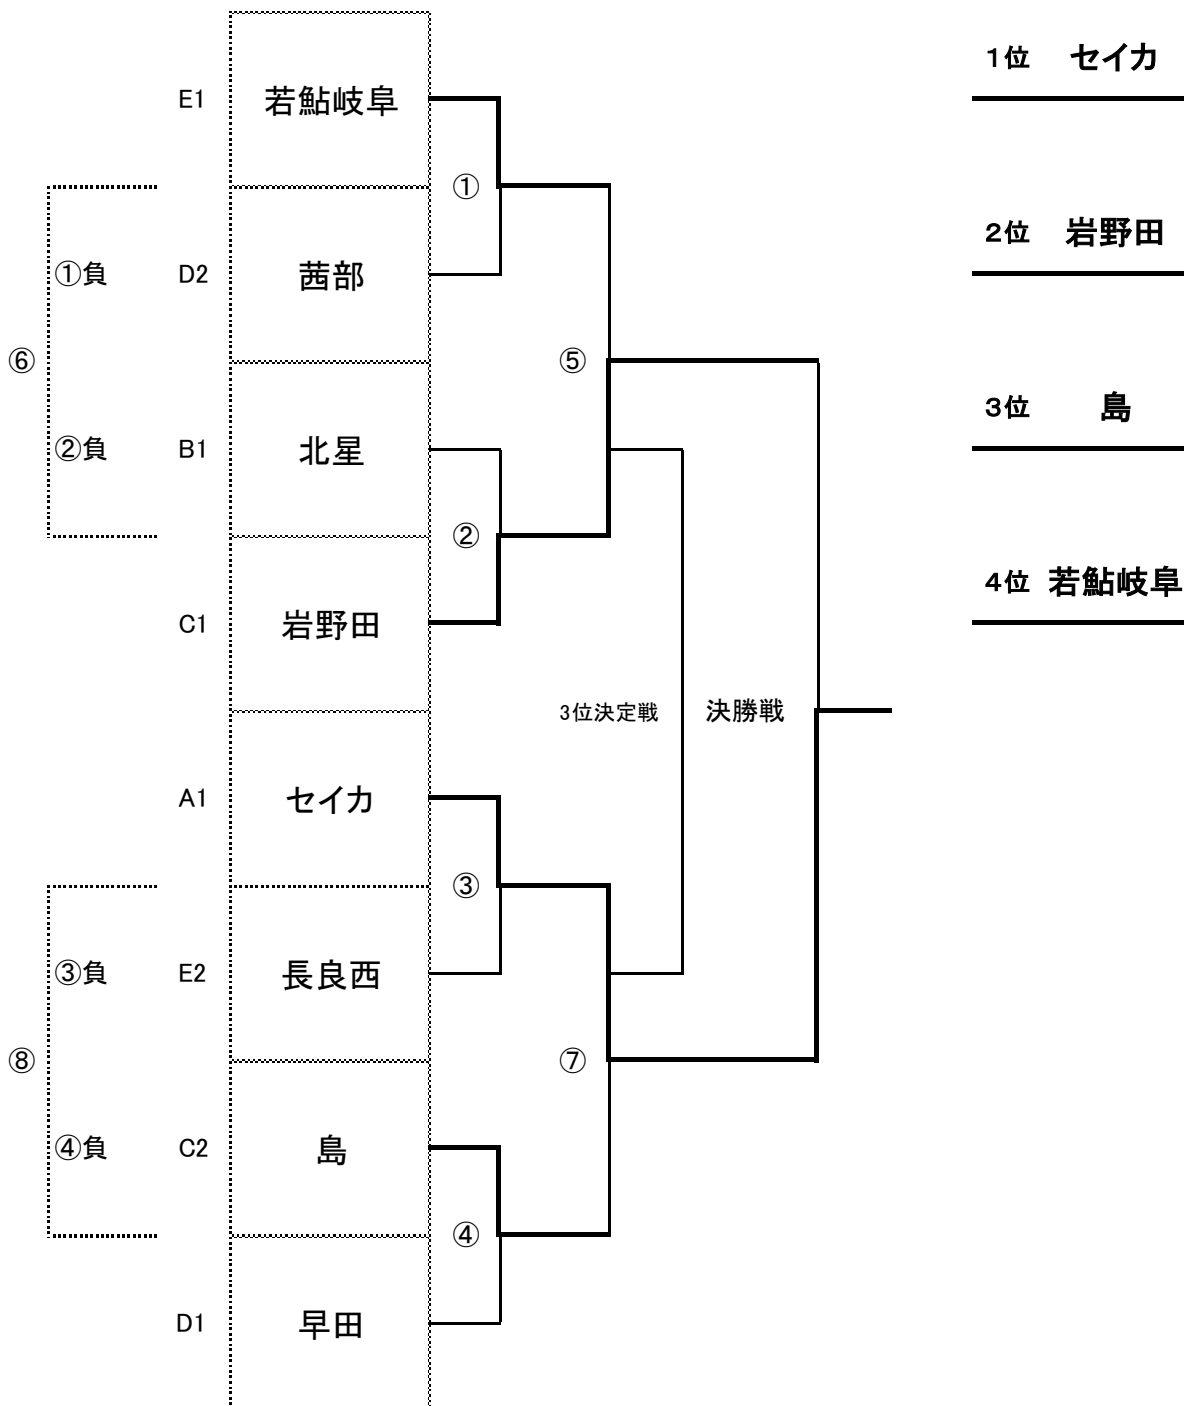 1位 セイカ
E1 若鮎岐阜
①
2位 岩野田
①負 D2 茜部
⑥ ⑤
3位 島
②負 B1 北星
②
4位 若鮎岐阜
C1 岩野田
3位決定戦 決勝戦
A1 セイカ
③
③負 E2 長良西
⑧ ⑦
④負 C2 島
④
D1 早田